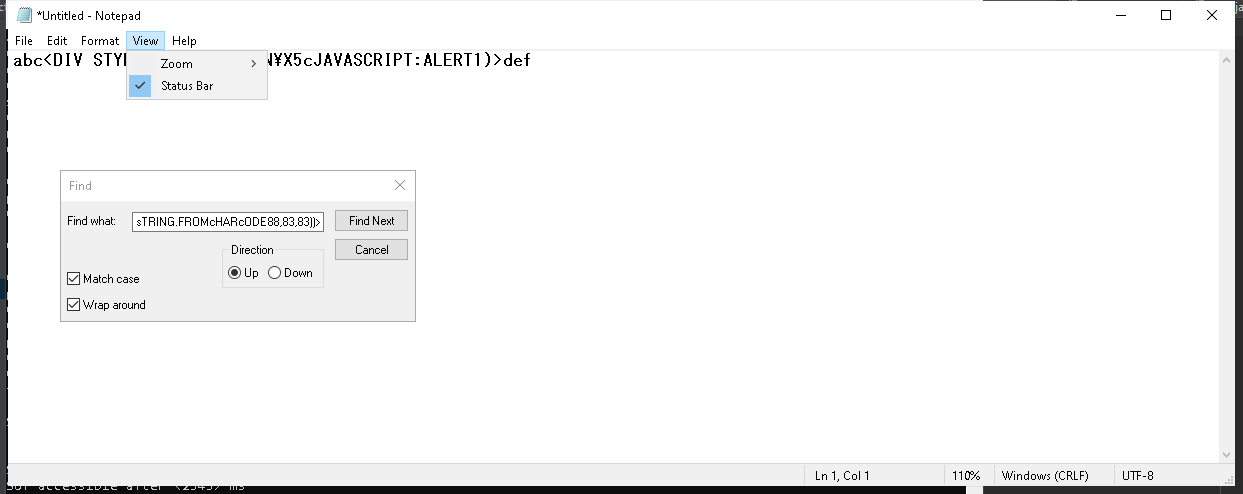 *Untitled - Notepad
File Edit Format View Help
abc<DIV STY N¥X5cJAVASCRIPT:ALERT1)>def
Zoom
Status Bar
Find
Find what: sTRING.FROMcHARcODE88,83,83))> Find Next
Direction Cancel
Up Down
Match case
Wrap around
Ln 1, Col 1 110% Windows (CRLF) UTF-8